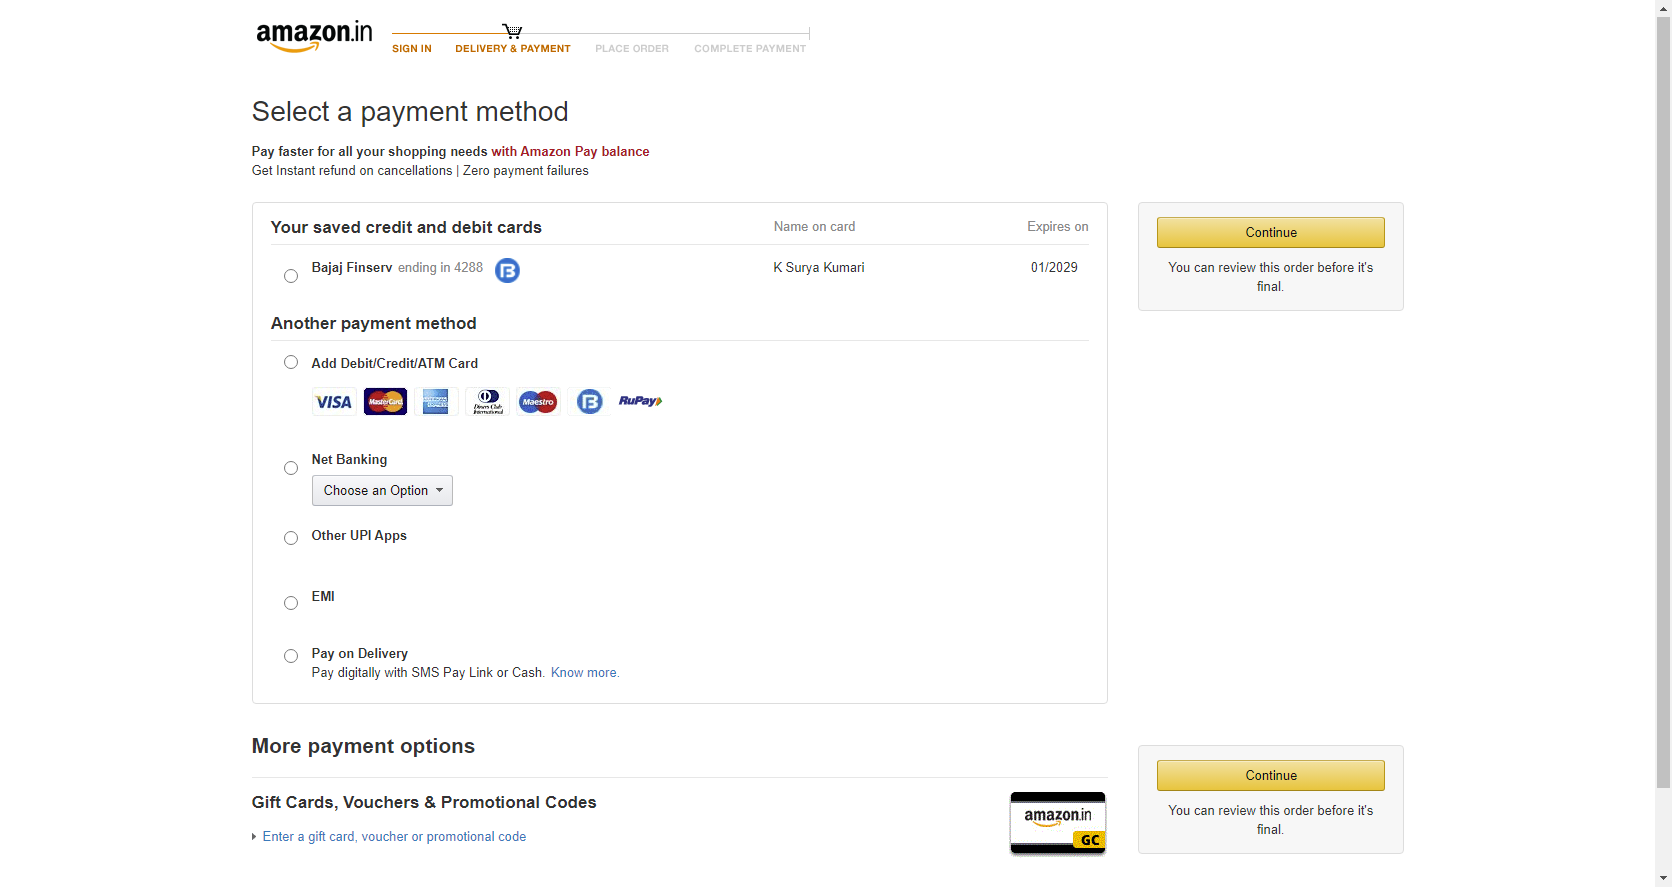 amazon.in
SIGN IN DELIVERY & PAYMENT PLACE ORDER COMPLETE PAYMENT
Select a payment method
Pay faster for all your shopping needs with Amazon Pay balance
Get Instant refund on cancellations | Zero payment failures
Your saved credit and debit cards Name on card Expires on
Bajaj Finserv ending in 4288 B K Surya Kumari 01/2029
Another payment method
Add Debit/Credit/ATM Card
VISA MasterCard AMERICAN EXPRESS Diners Club International Maestro B RuPay
Net Banking
Choose an Option
Other UPI Apps
EMI
Pay on Delivery
Pay digitally with SMS Pay Link or Cash. Know more.
Continue
You can review this order before it's
final.
More payment options
Gift Cards, Vouchers & Promotional Codes
Enter a gift card, voucher or promotional code
amazon.in
GC
Continue
You can review this order before it's
final.